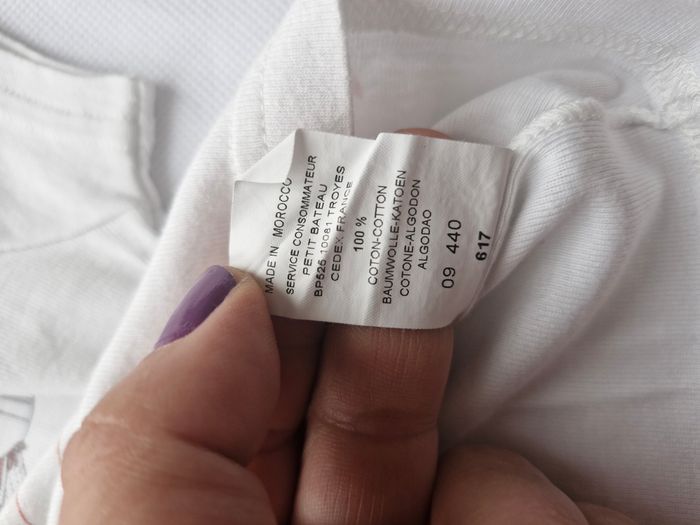 MADE IN MOROCCO
SERVICE CONSOMMATEUR
PETIT BATEAU
BP525 10081 TROYES
CEDEX FRANCE
100 %
COTON-COTTON
BAUMWOLLE-KATOEN
COTONE-ALGODON
ALGODAO
09 440
617